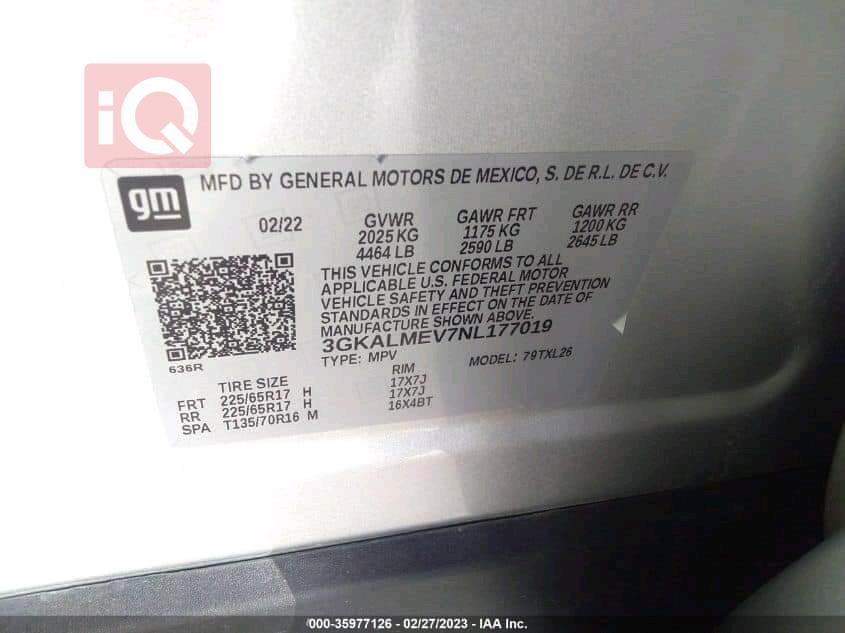 iQ
gm
MFD BY GENERAL MOTORS DE MEXICO, S. DE R.L. DE C.V.
02/22 GVWR GAWR FRT GAWR RR
2025 KG 1175 KG 1200 KG
4464 LB 2590 LB 2645 LB
THIS VEHICLE CONFORMS TO ALL
APPLICABLE U.S. FEDERAL MOTOR
VEHICLE SAFETY AND THEFT PREVENTION
STANDARDS IN EFFECT ON THE DATE OF
MANUFACTURE SHOWN ABOVE.
3GKALMEV7NL177019
TYPE: MPV MODEL: 79TXL26
636R
TIRE SIZE RIM
FRT 225/65R17 H 17X7J
RR 225/65R17 H 17X7J
SPA T135/70R16 M 16X4BT
000-35977126 - 02/27/2023 - IAA Inc.